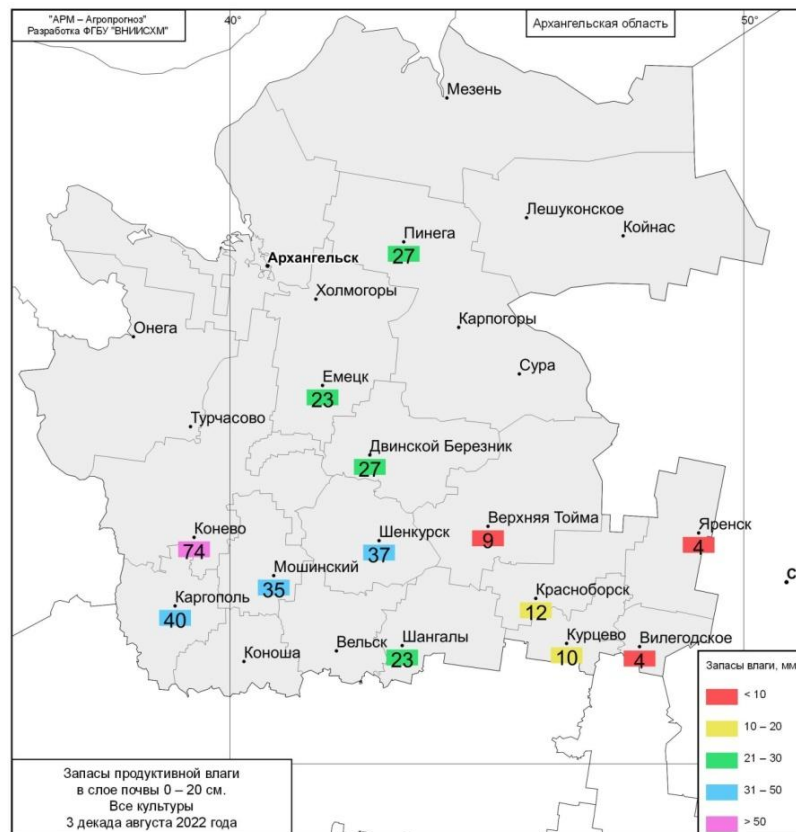 "АРМ – Агропрогноз"
Разработка ФГБУ "ВНИИСХМ"
40°
Архангельская область
50°
Мезень
Лешуконское
Койнас
Пинега
27
Архангельск
Холмогоры
Карпогоры
Онега
Сура
Емецк
23
Турчасово
Двинской Березник
27
Верхняя Тойма
9
Яренск
4
Конево
74
Шенкурск
37
Мошинский
35
Красноборск
12
Каргополь
40
Курцево
10
Вилегодское
4
Шангалы
23
Вельск
Коноша
С
Запасы влаги, мм
< 10
10 – 20
21 – 30
31 – 50
> 50
Запасы продуктивной влаги
в слое почвы 0 – 20 см.
Все культуры
3 декада августа 2022 года